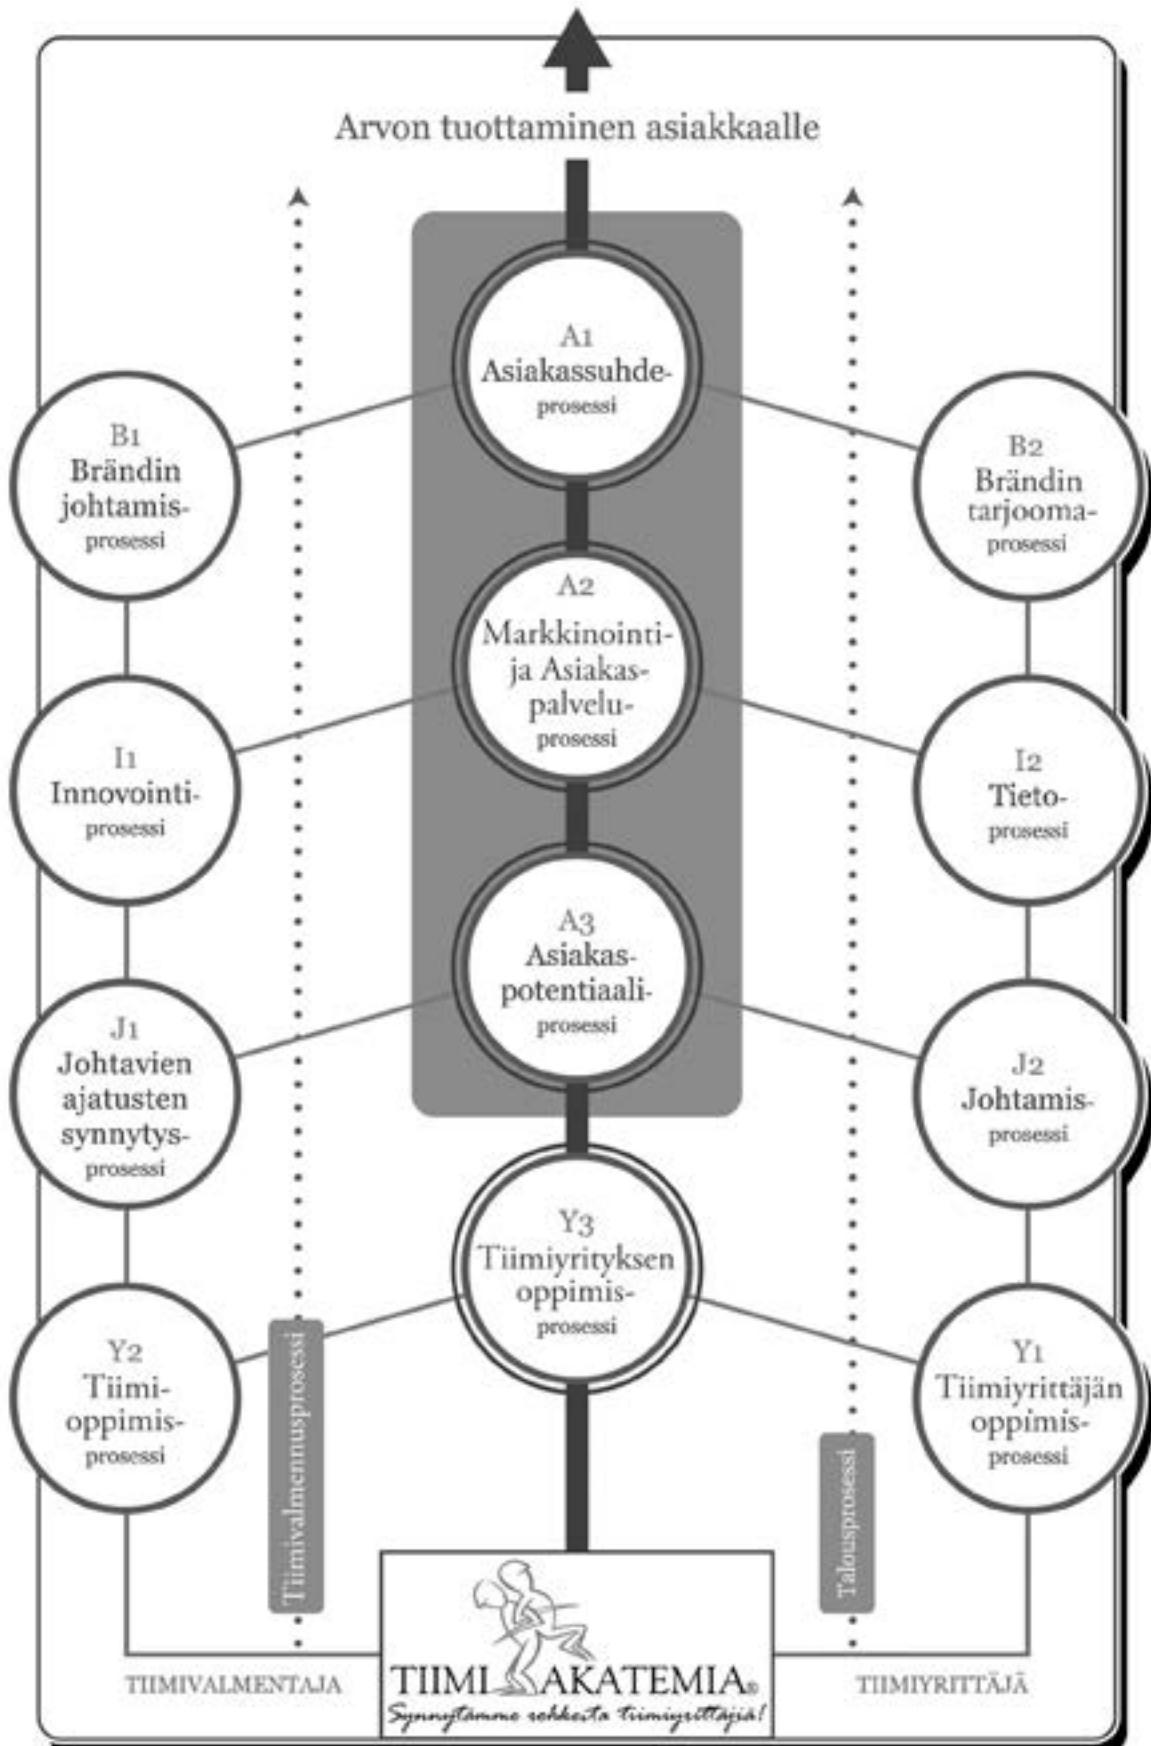 Arvon tuottaminen asiakkaalle
A1
Asiakassuhde-
prosessi
B1
Brändin
johtamis-
prosessi
B2
Brändin
tarjooma-
prosessi
A2
Markkinointi-
ja Asiakas-
palvelu-
prosessi
I1
Innovointi-
prosessi
I2
Tieto-
prosessi
A3
Asiakas-
potentiaali-
prosessi
J1
Johtavien
ajatusten
synnytys-
prosessi
J2
Johtamis-
prosessi
Y3
Tiimiyrityksen
oppimis-
prosessi
Y2
Tiimi-
oppimis-
prosessi
Y1
Tiimiyrittäjän
oppimis-
prosessi
Tiimivalmennusprosessi
Talousprosessi
TIIMIVALMENTAJA
TIIMIAKATEMIA®
Synnytämme rohkeita tiimiyrittäjiä!
TIIMIYRITTÄJÄ